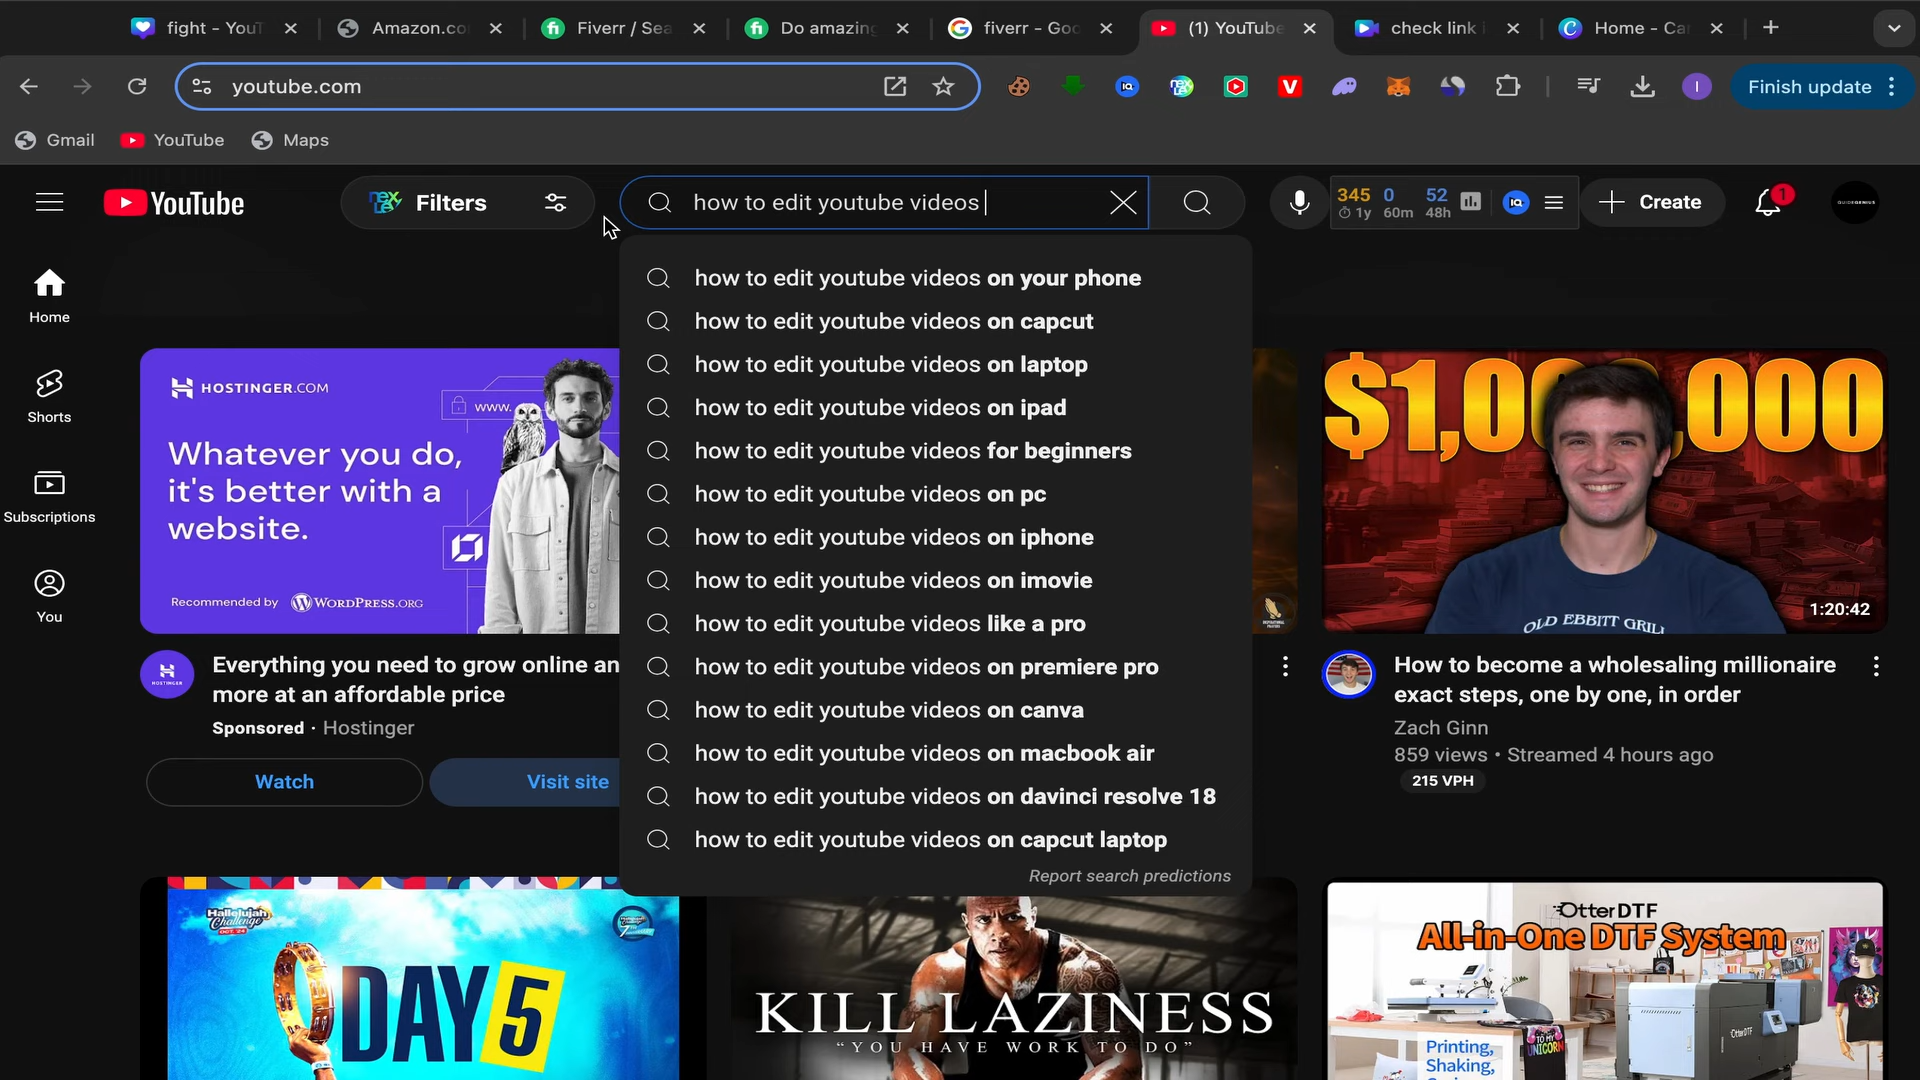 fight - YouT
Amazon.co
Fiverr / Sea
Do amazing
fiverr - Goo
(1) YouTube
check link i
Home - Can
youtube.com
Finish update
Gmail
YouTube
Maps
YouTube
Filters
how to edit youtube videos
345 0 52
1y 60m 48h
Create
1
how to edit youtube videos on your phone
how to edit youtube videos on capcut
how to edit youtube videos on laptop
how to edit youtube videos on ipad
how to edit youtube videos for beginners
how to edit youtube videos on pc
how to edit youtube videos on iphone
how to edit youtube videos on imovie
how to edit youtube videos like a pro
how to edit youtube videos on premiere pro
how to edit youtube videos on canva
how to edit youtube videos on macbook air
how to edit youtube videos on davinci resolve 18
how to edit youtube videos on capcut laptop
Report search predictions
Home
Shorts
Subscriptions
You
HOSTINGER.COM
www.
Whatever you do,
it's better with a
website.
Recommended by WORDPRESS.ORG
HOSTINGER
Everything you need to grow online an
more at an affordable price
Sponsored · Hostinger
Watch
Visit site
OLD EBBITT GRILL
1:20:42
How to become a wholesaling millionaire
exact steps, one by one, in order
Zach Ginn
859 views • Streamed 4 hours ago
215 VPH
Hallelujah
Challenge
DAY 5
KILL LAZINESS
"YOU HAVE WORK TO DO"
OtterDTF
All-in-One DTF System
Printing,
Shaking,